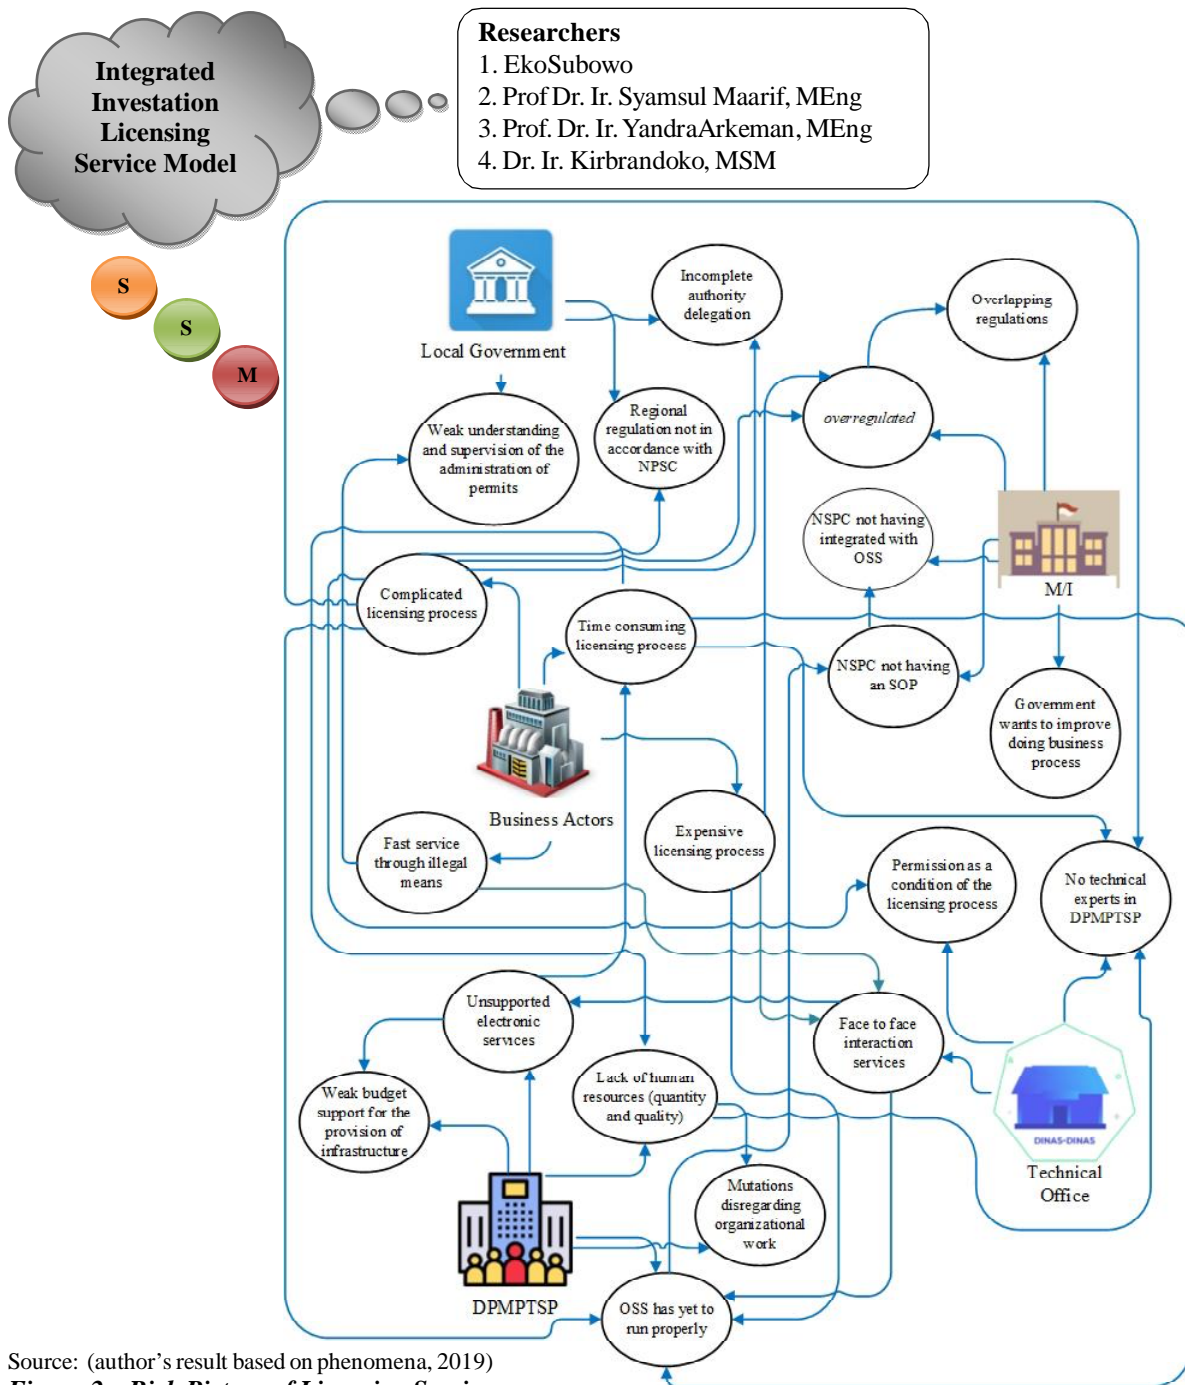 Integrated
Investation
Licensing
Service Model
Researchers
1. EkoSubowo
2. Prof Dr. Ir. Syamsul Maarif, MEng
3. Prof. Dr. Ir. YandraArkeman, MEng
4. Dr. Ir. Kirbrandoko, MSM
S
S
M
Local Government
Incomplete
authority
delegation
Overlapping
regulations
overregulated
Weak understanding
and supervision of the
administration of
permits
Regional
regulation not in
accordance with
NPSC
NSPC not having
integrated with
OSS
M/I
Complicated
licensing process
Time consuming
licensing process
NSPC not having
an SOP
Government
wants to improve
doing business
process
Business Actors
Fast service
through illegal
means
Expensive
licensing process
Permission as a
condition of the
licensing process
No technical
experts in
DPMPTSP
Unsupported
electronic
services
Face to face
interaction
services
Weak budget
support for the
provision of
infrastructure
Lack of human
resources (quantity
and quality)
DINAS-DINAS
Technical
Office
Mutations
disregarding
organizational
work
DPMPTSP
OSS has yet to
run properly
Source: (author's result based on phenomena, 2019)